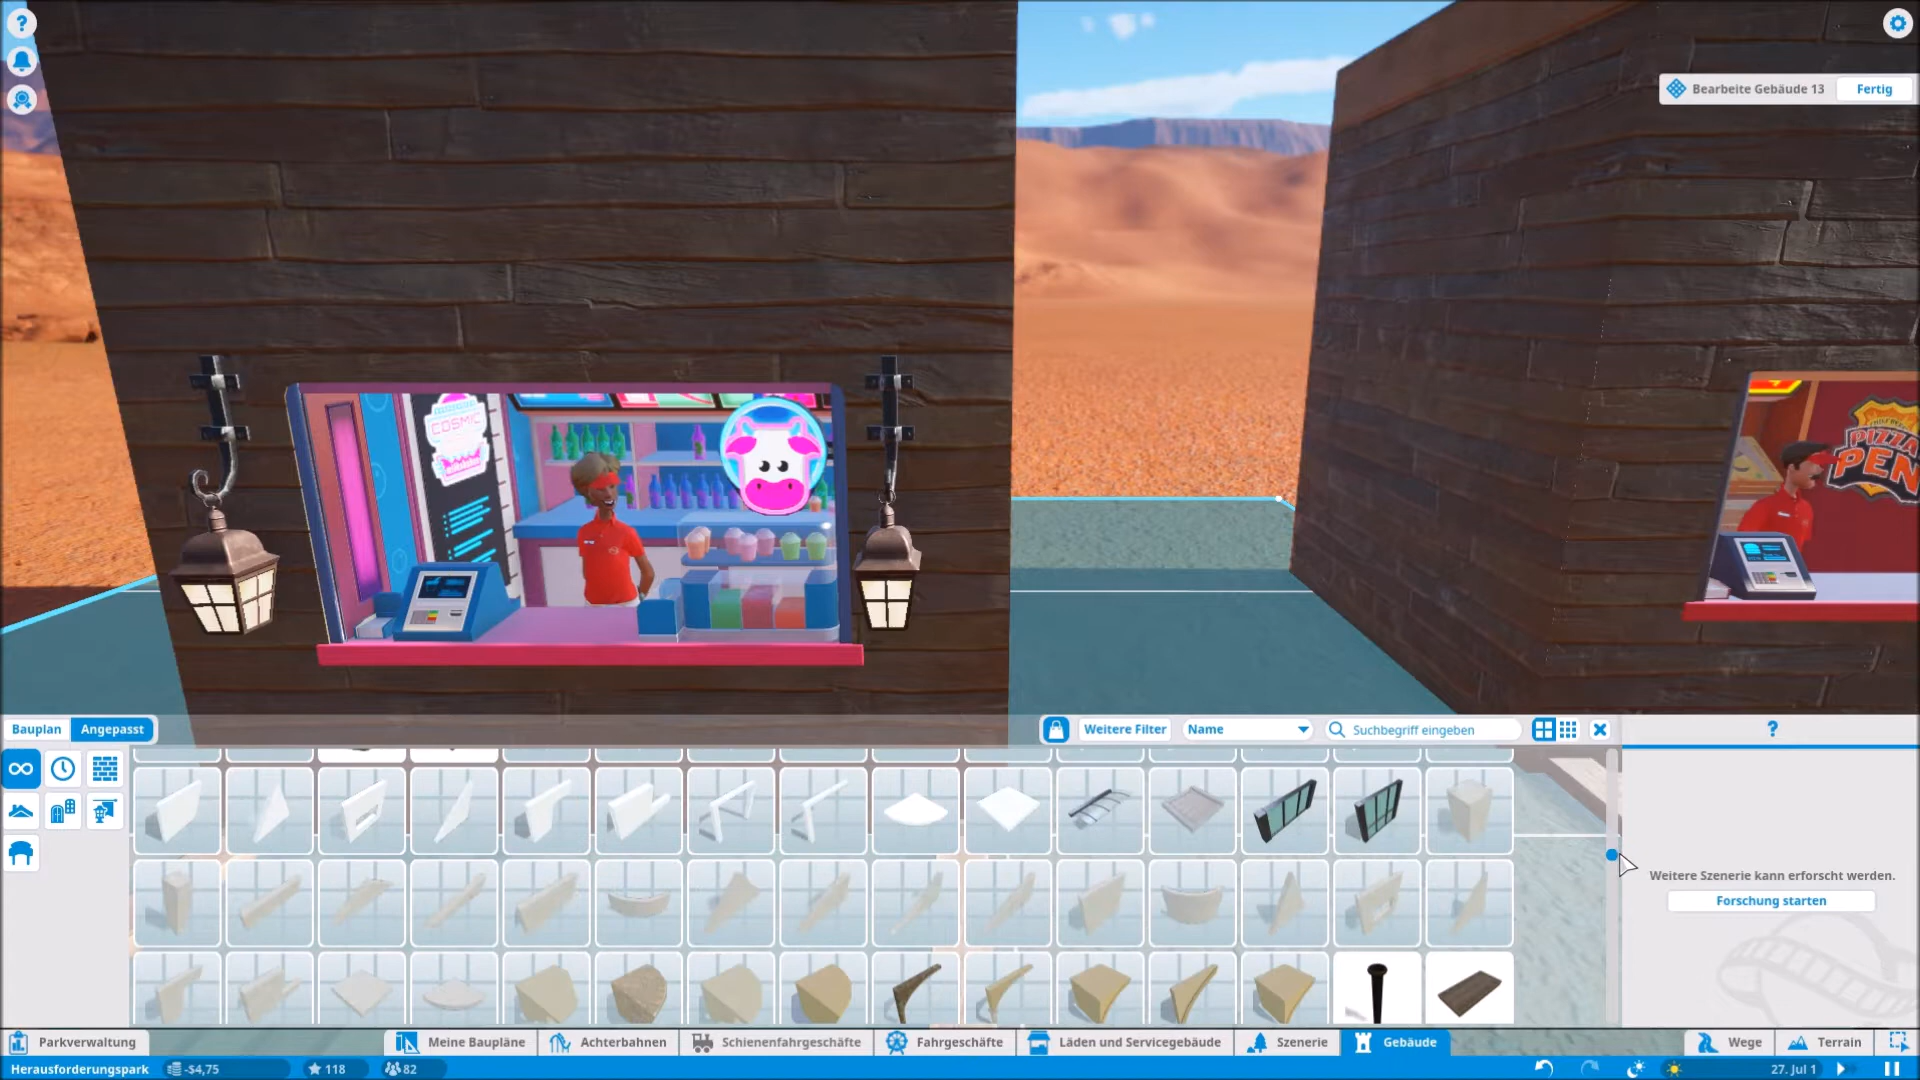 ?
Bearbeite Gebäude 13
Fertig
COSMIC
PIZZA
PEN
Bauplan
Angepasst
Weitere Filter
Name
Suchbegriff eingeben
?
Weitere Szenerie kann erforscht werden.
Forschung starten
Parkverwaltung
Meine Baupläne
Achterbahnen
Schienenfahrgeschäfte
Fahrgeschäfte
Läden und Servicegebäude
Szenerie
Gebäude
Wege
Terrain
Herausforderungspark
-$4,75
118
82
27. Jul 1